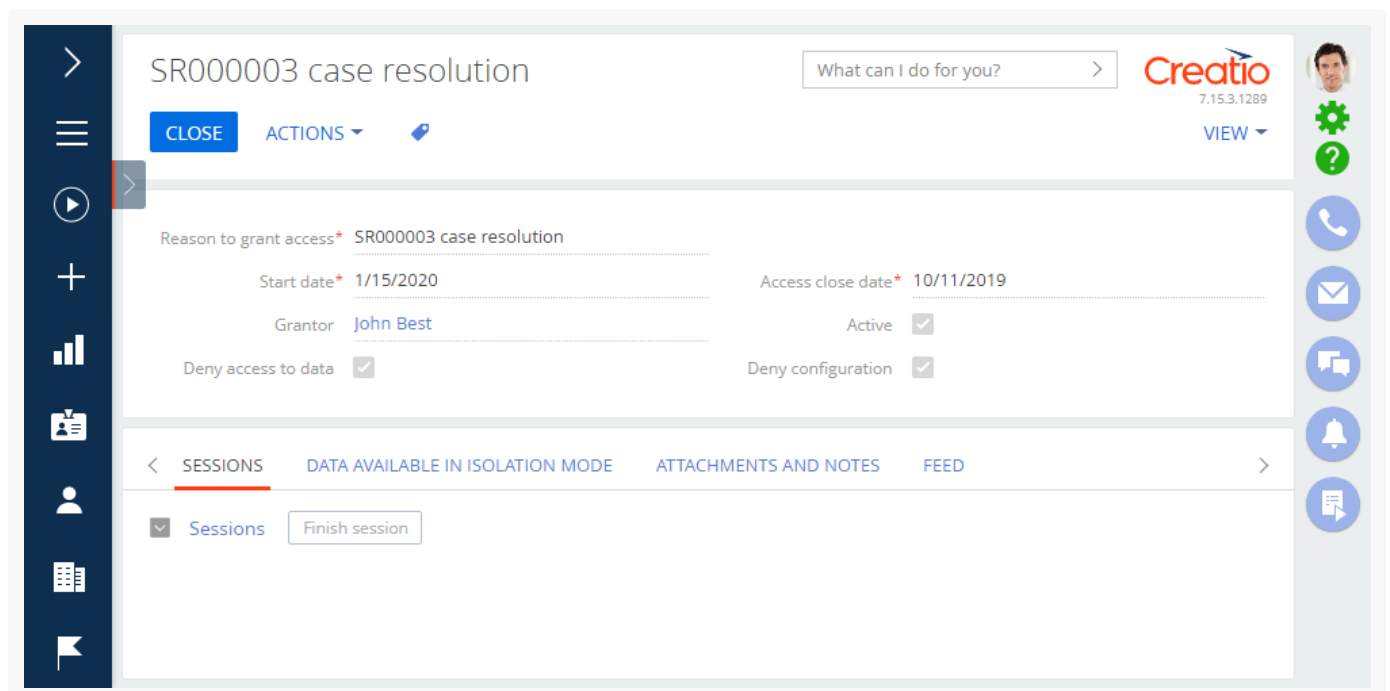 SR000003 case resolution
What can I do for you?
Creatio
7.15.3.1289
CLOSE
ACTIONS
VIEW
Reason to grant access* SR000003 case resolution
Start date* 1/15/2020
Access close date* 10/11/2019
Grantor John Best
Active
Deny access to data
Deny configuration
SESSIONS
DATA AVAILABLE IN ISOLATION MODE
ATTACHMENTS AND NOTES
FEED
Sessions
Finish session